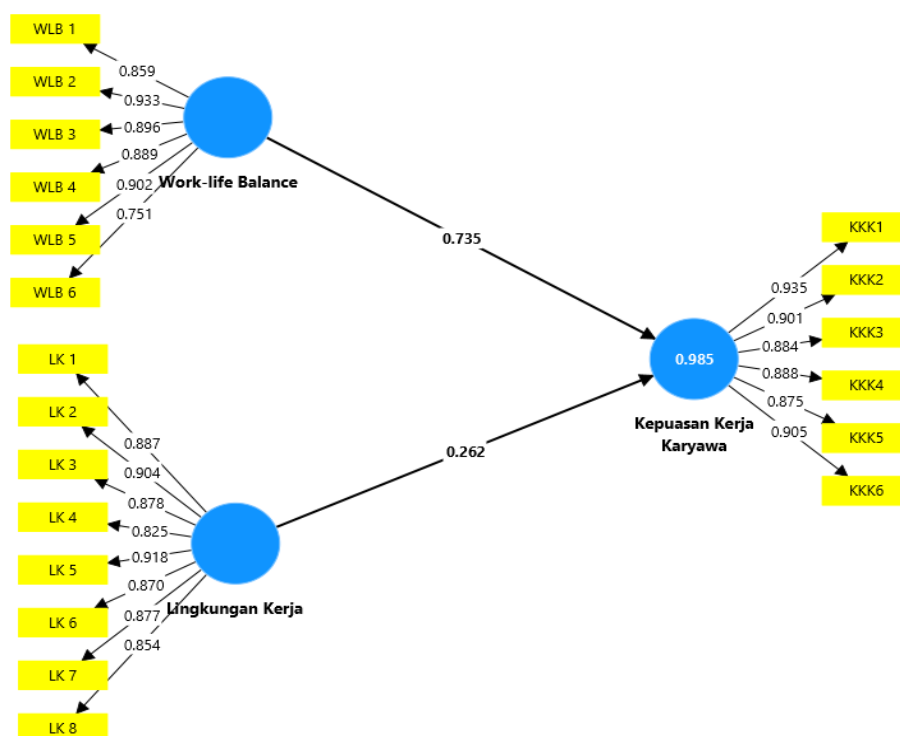 WLB 1
WLB 2
WLB 3
WLB 4
WLB 5
WLB 6
0.859
0.933
0.896
0.889
0.902
0.751
Work-life Balance
0.735
LK 1
LK 2
LK 3
LK 4
LK 5
LK 6
LK 7
LK 8
0.887
0.904
0.878
0.825
0.918
0.870
0.877
0.854
Lingkungan Kerja
0.262
0.985
Kepuasan Kerja
Karyawa
0.935
0.901
0.884
0.888
0.875
0.905
KKK1
KKK2
KKK3
KKK4
KKK5
KKK6